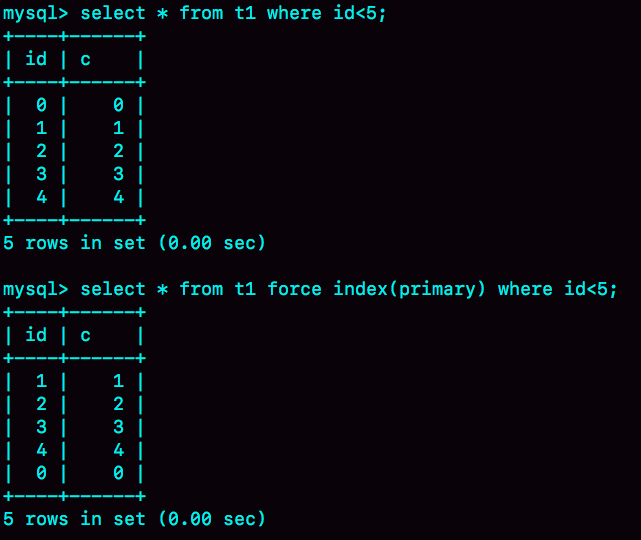 mysql> select * from t1 where id<5;
+----+------+
| id | c    |
+----+------+
|  0 |    0 |
|  1 |    1 |
|  2 |    2 |
|  3 |    3 |
|  4 |    4 |
+----+------+
5 rows in set (0.00 sec)

mysql> select * from t1 force index(primary) where id<5;
+----+------+
| id | c    |
+----+------+
|  1 |    1 |
|  2 |    2 |
|  3 |    3 |
|  4 |    4 |
|  0 |    0 |
+----+------+
5 rows in set (0.00 sec)